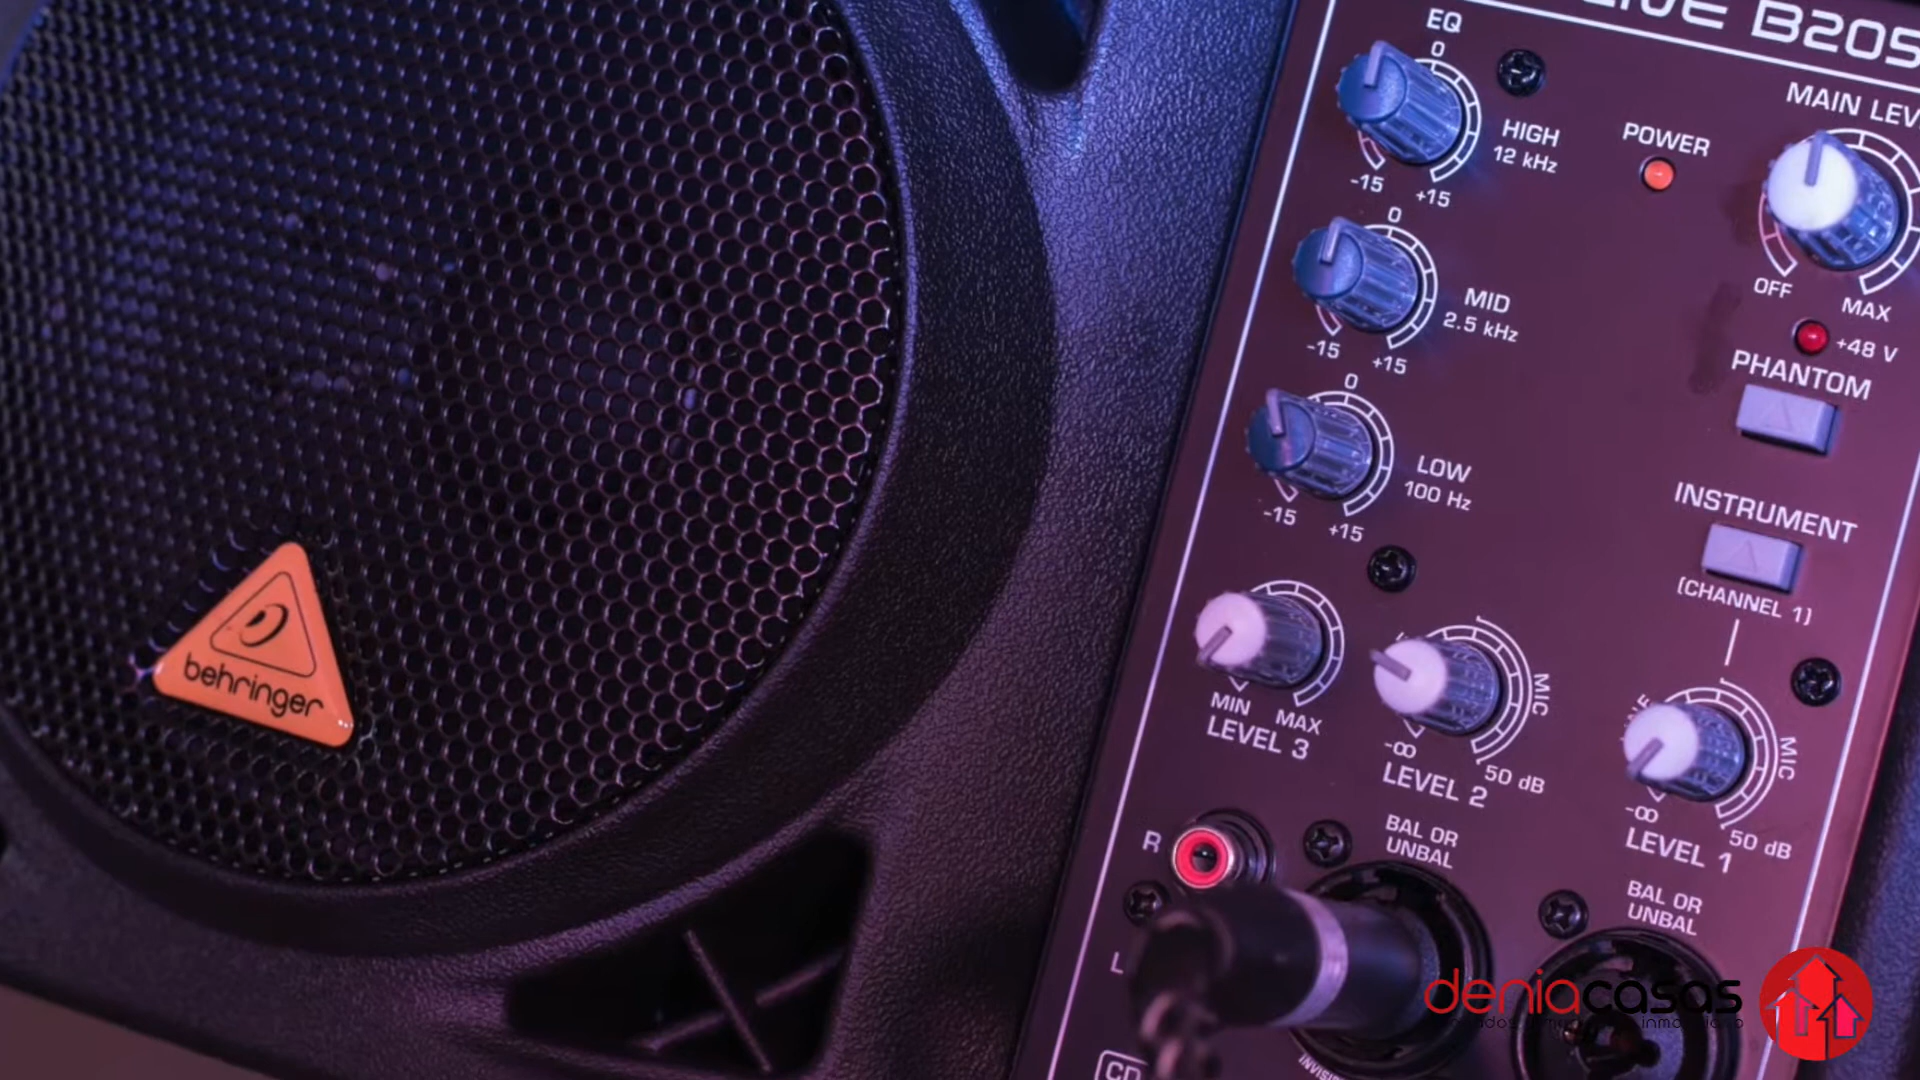 B205
EQ
0
MAIN LEV
HIGH
12 kHz
POWER
-15
+15
0
OFF
MAX
MID
2.5 kHz
+48 V
-15
+15
PHANTOM
0
LOW
100 Hz
INSTRUMENT
-15
+15
(CHANNEL 1)
behringer
MIC
MIN
MAX
LEVEL 3
-∞
50 dB
LEVEL 2
MIC
-∞
50 dB
LEVEL 1
R
BAL OR
UNBAL
BAL OR
UNBAL
L
deniacasas
CD